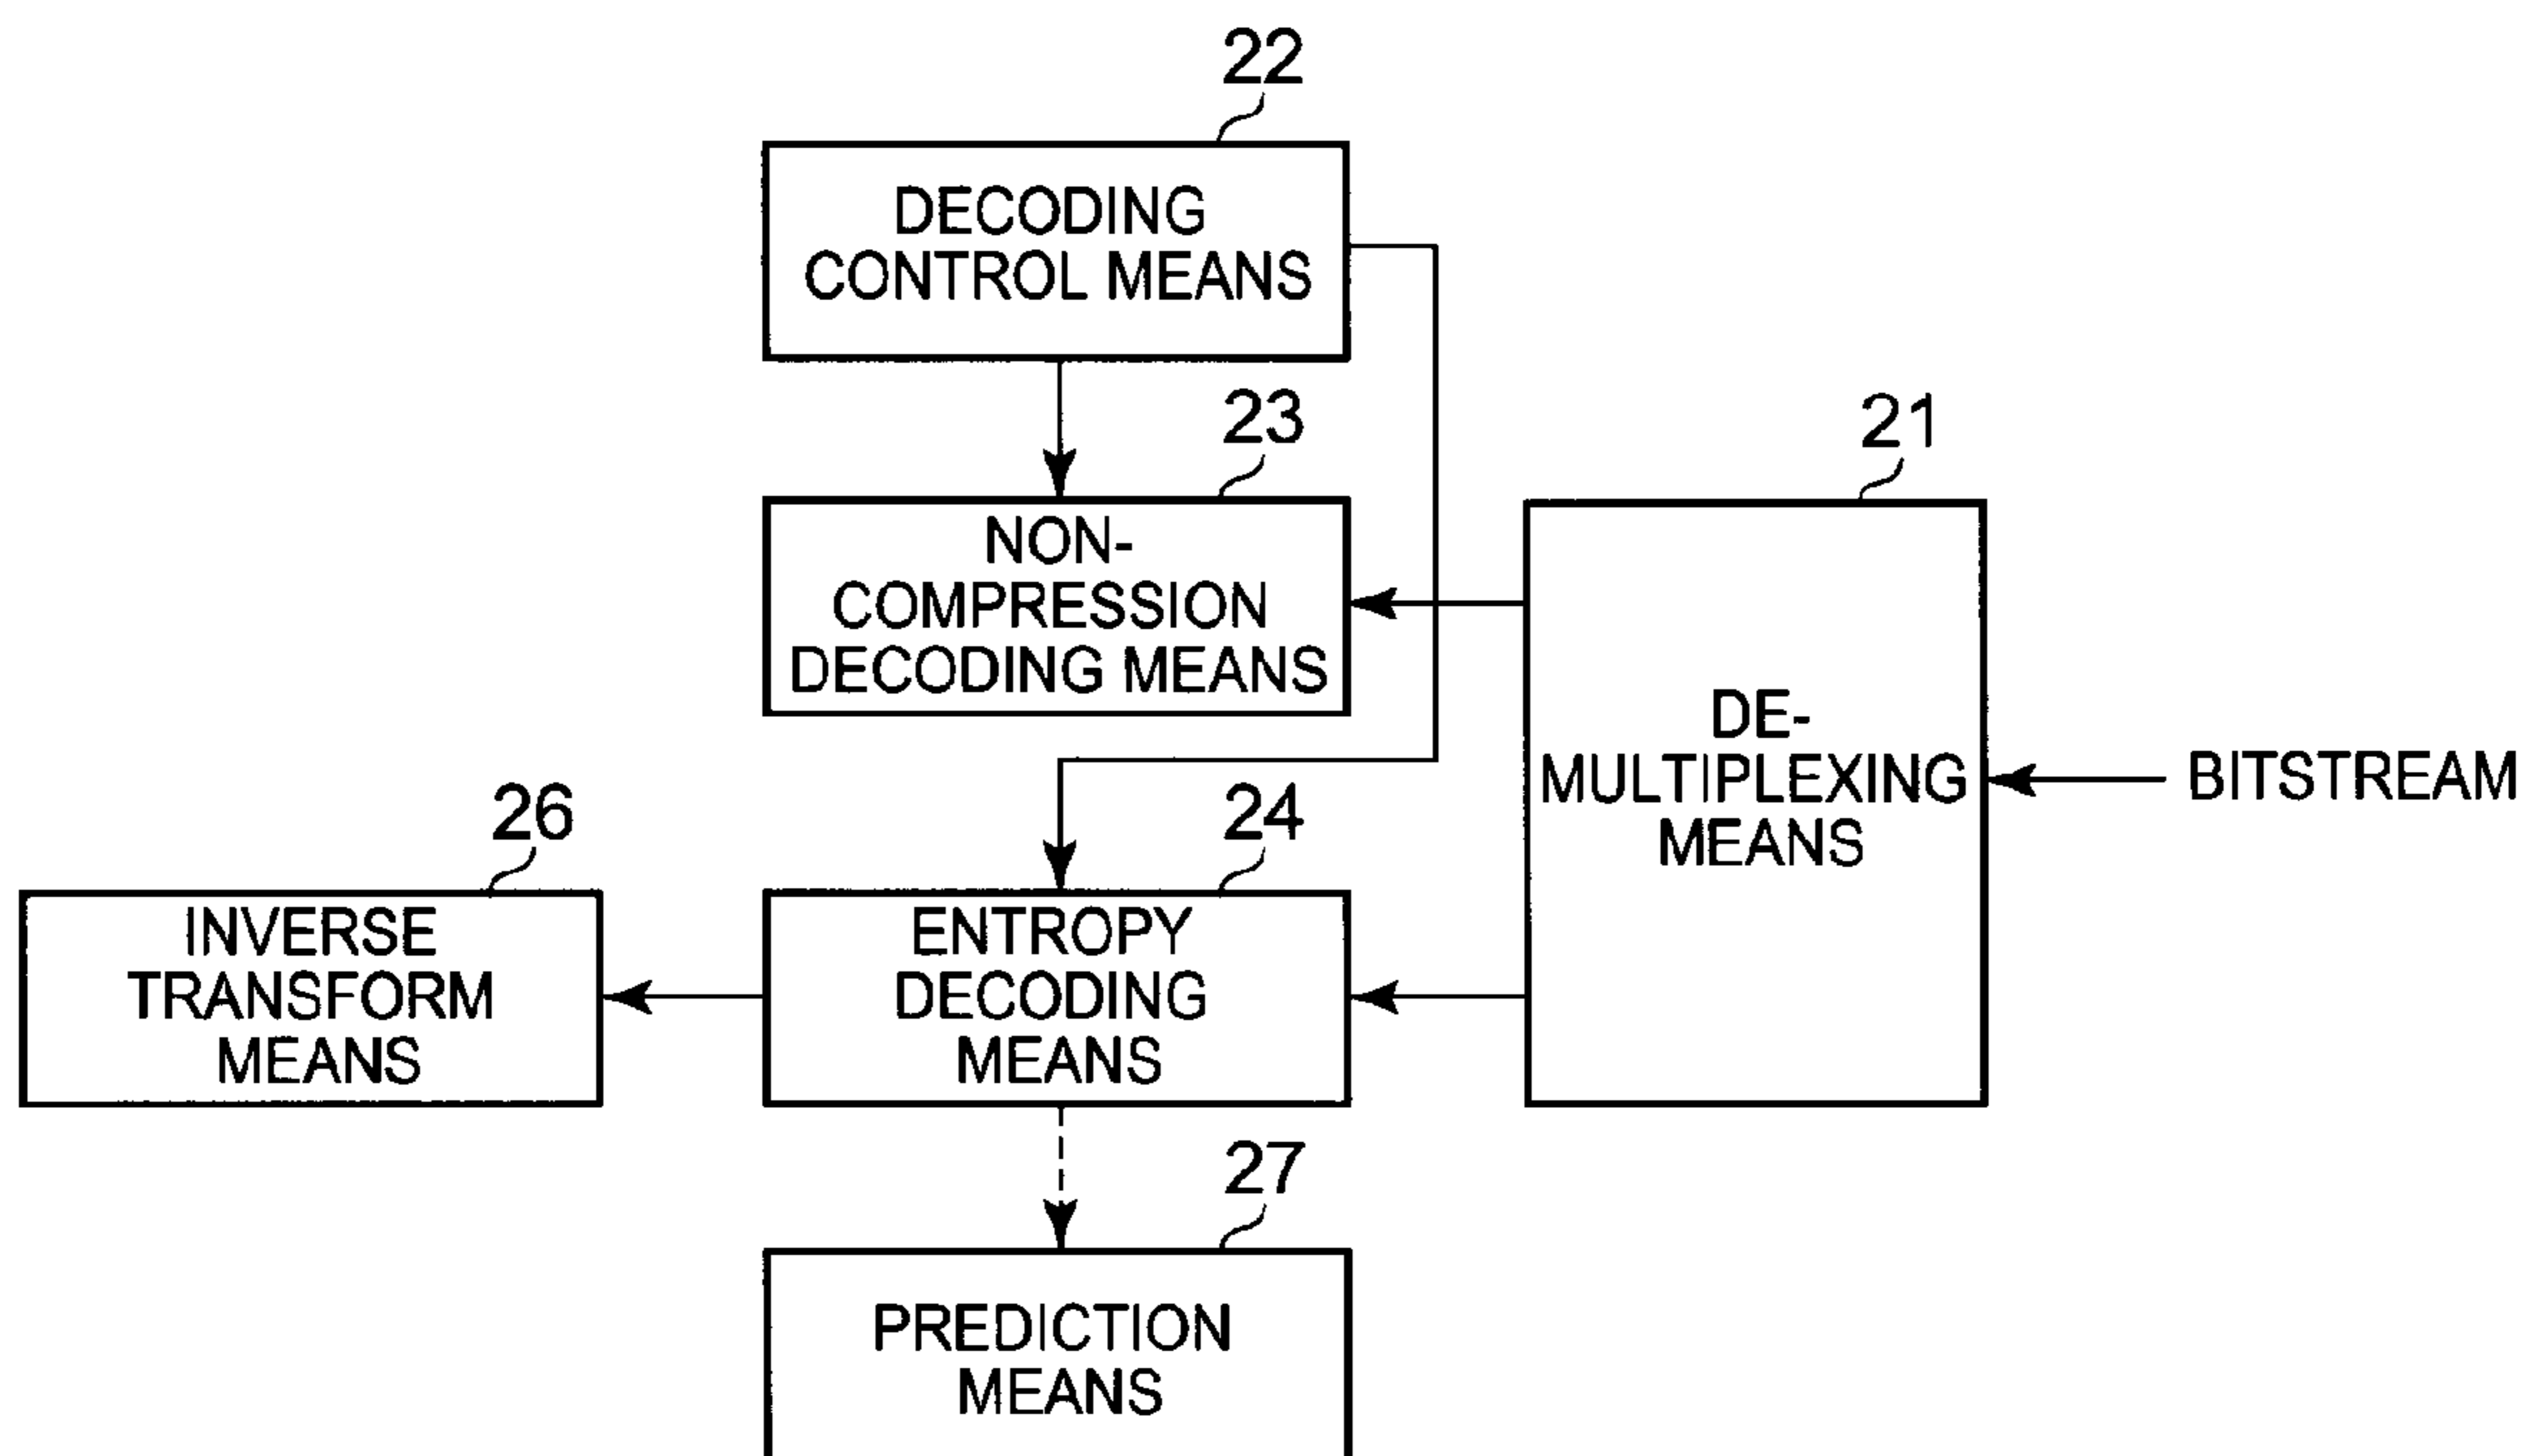 22
DECODING
CONTROL MEANS
23
NON-
COMPRESSION
DECODING MEANS
21
DE-
MULTIPLEXING
MEANS
BITSTREAM
26
INVERSE
TRANSFORM
MEANS
24
ENTROPY
DECODING
MEANS
27
PREDICTION
MEANS